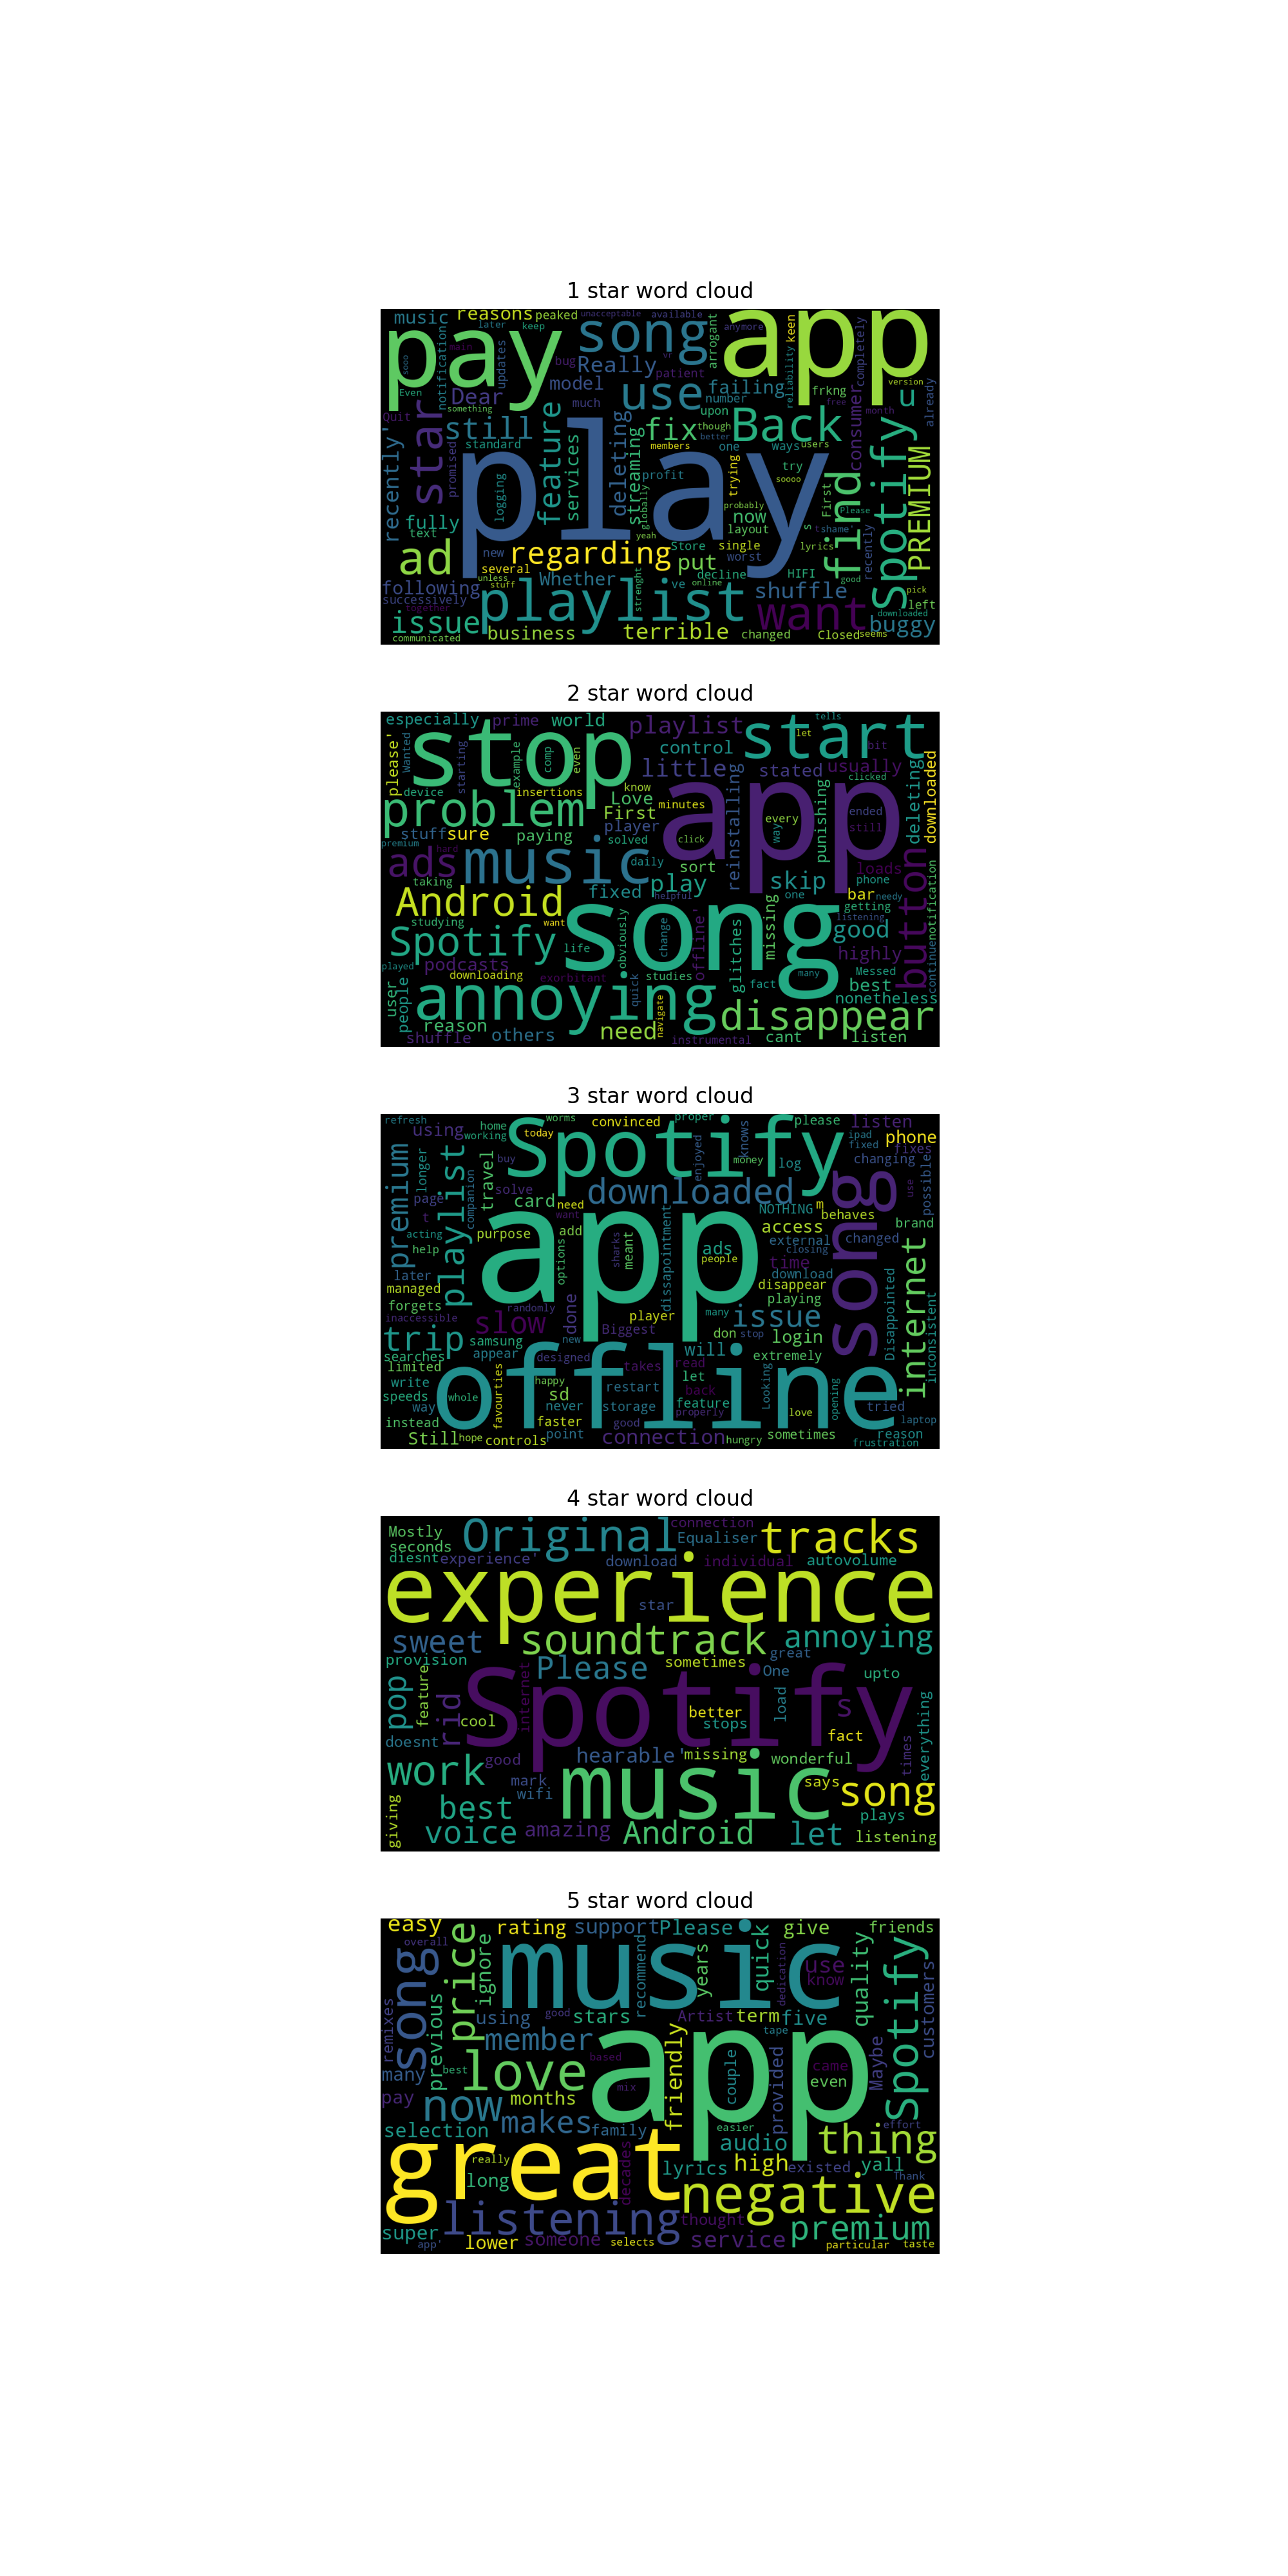 1 star word cloud
music reasons peaked unacceptable available
later keep song anymore keen app
pay Really patient arrogant
notification updates bug vr reliability completely
main sooo Even Dear model use failing frkng version
something much number free u already
Quit star still feature deleting fix upon Back consumer month
recently' promised standard services streaming though better members one ways users
play logging profit trying try soooo find Spotify PREMIUM
fully text globally probably now First Please
yeah layout s tshame' recently
ad new regarding Store single lyrics good
several put worst
following unless stuff Whether ve decline online HIFI shuffle pick left
successively together playlist strenght want downloaded
issue business terrible changed Closed seems buggy
communicated
2 star word cloud
especially prime world playlist start tells
stop control let bit
please' Wanted starting example comp even little stated usually
device insertions know clicked deleting downloaded
problem Love First minutes app every ended
stuff sure paying player solved click reinstalling way punishing still
premium hard ads music daily sort skip loads
taking fixed play helpful one phone button notification
Android want bar needy
studying song missing getting listening
Spotify life obviously change offline' glitches good continue
played podcasts exorbitant many highly
downloading quick studies fact Messed best
user people annoying navigate disappear nonetheless
reason need
shuffle others instrumental cant listen
3 star word cloud
refresh home worms convinced proper please listen
using working today Spotify knows ipad phone
longer buy enjoyed money log fixed fixes
premium playlist travel solve downloaded changing possible
page companion card need NOTHING m song use
t want app behaves brand
acting purpose add access external changed
help options sharks meant dissapointment ads people closing internet
later time download
managed disappear Disappointed inconsistent
forgets randomly player many issue playing
inaccessible slow done Biggest
trip samsung new don stop login
searches appear designed will extremely
limited happy takes read
write offline restart let Looking
speeds whole favourties sd back opening
way never storage feature love tried laptop
instead faster good properly
Still hope controls point connection hungry sometimes reason
frustration
4 star word cloud
Mostly Original connection tracks
seconds Equaliser
diesnt experience' download individual autovolume
experience
star
sweet soundtrack annoying
provision Please sometimes great
pop feature rid Spotify internet One upto
cool better load s
doesnt stops fact times everything
good hearable' missing wonderful
work mark music says song
wifi
giving best plays
voice amazing Android let listening
5 star word cloud
easy rating support Please give friends
overall price music quick
song ignore recommend years use quality Spotify customers
know dedication
remixes previous using good stars Artist term five
member tape Maybe
many best love based app couple provided came
pay now months mix friendly even
selection makes family easier effort
great audio thing
really lyrics high existed yall
long decades Thank
listening negative
super thought premium
app' lower someone selects service particular taste